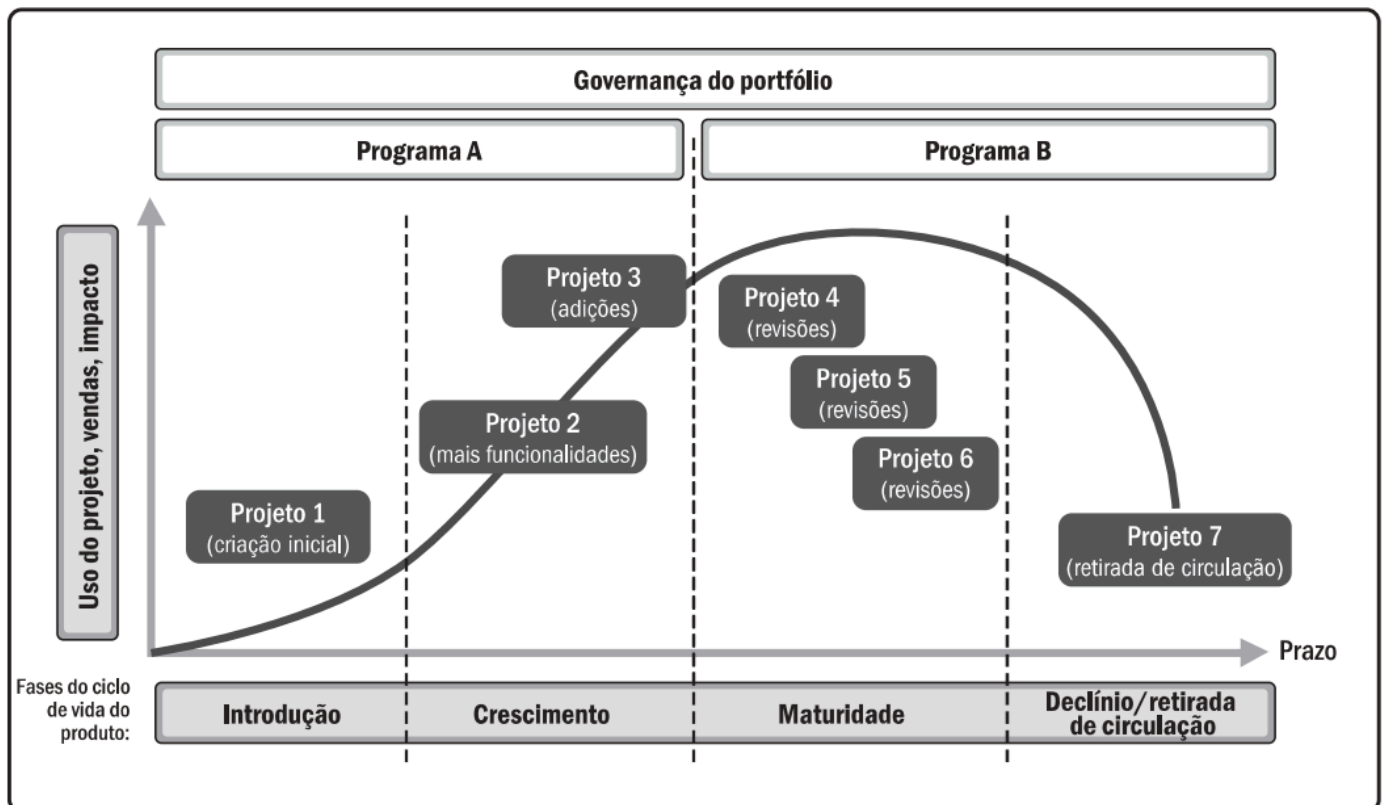 Governança do portfólio
Programa A
Programa B
Uso do projeto, vendas, impacto
Projeto 1
(criação inicial)
Projeto 2
(mais funcionalidades)
Projeto 3
(adições)
Projeto 4
(revisões)
Projeto 5
(revisões)
Projeto 6
(revisões)
Projeto 7
(retirada de circulação)
Prazo
Fases do ciclo
de vida do
produto:
Introdução
Crescimento
Maturidade
Declínio/retirada
de circulação